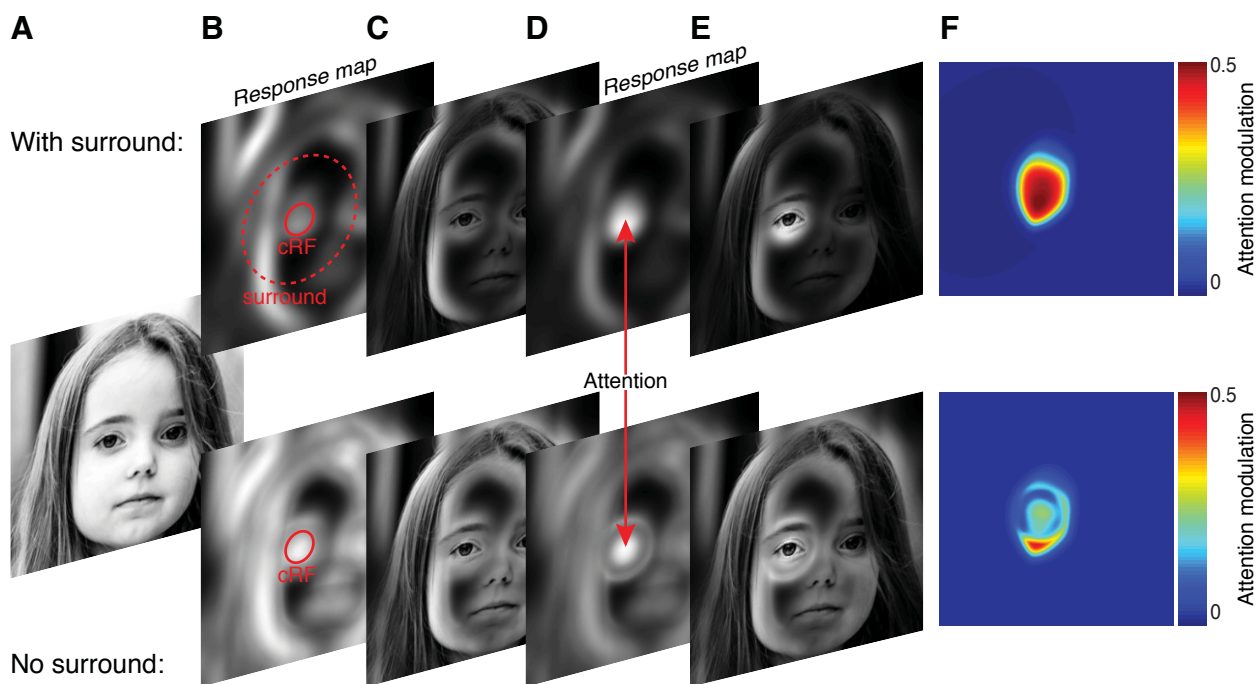 A
B
C
D
E
F
Response map
Response map
With surround:
cRF
surround
0.5
0
Attention modulation
Attention
cRF
0.5
0
Attention modulation
No surround: